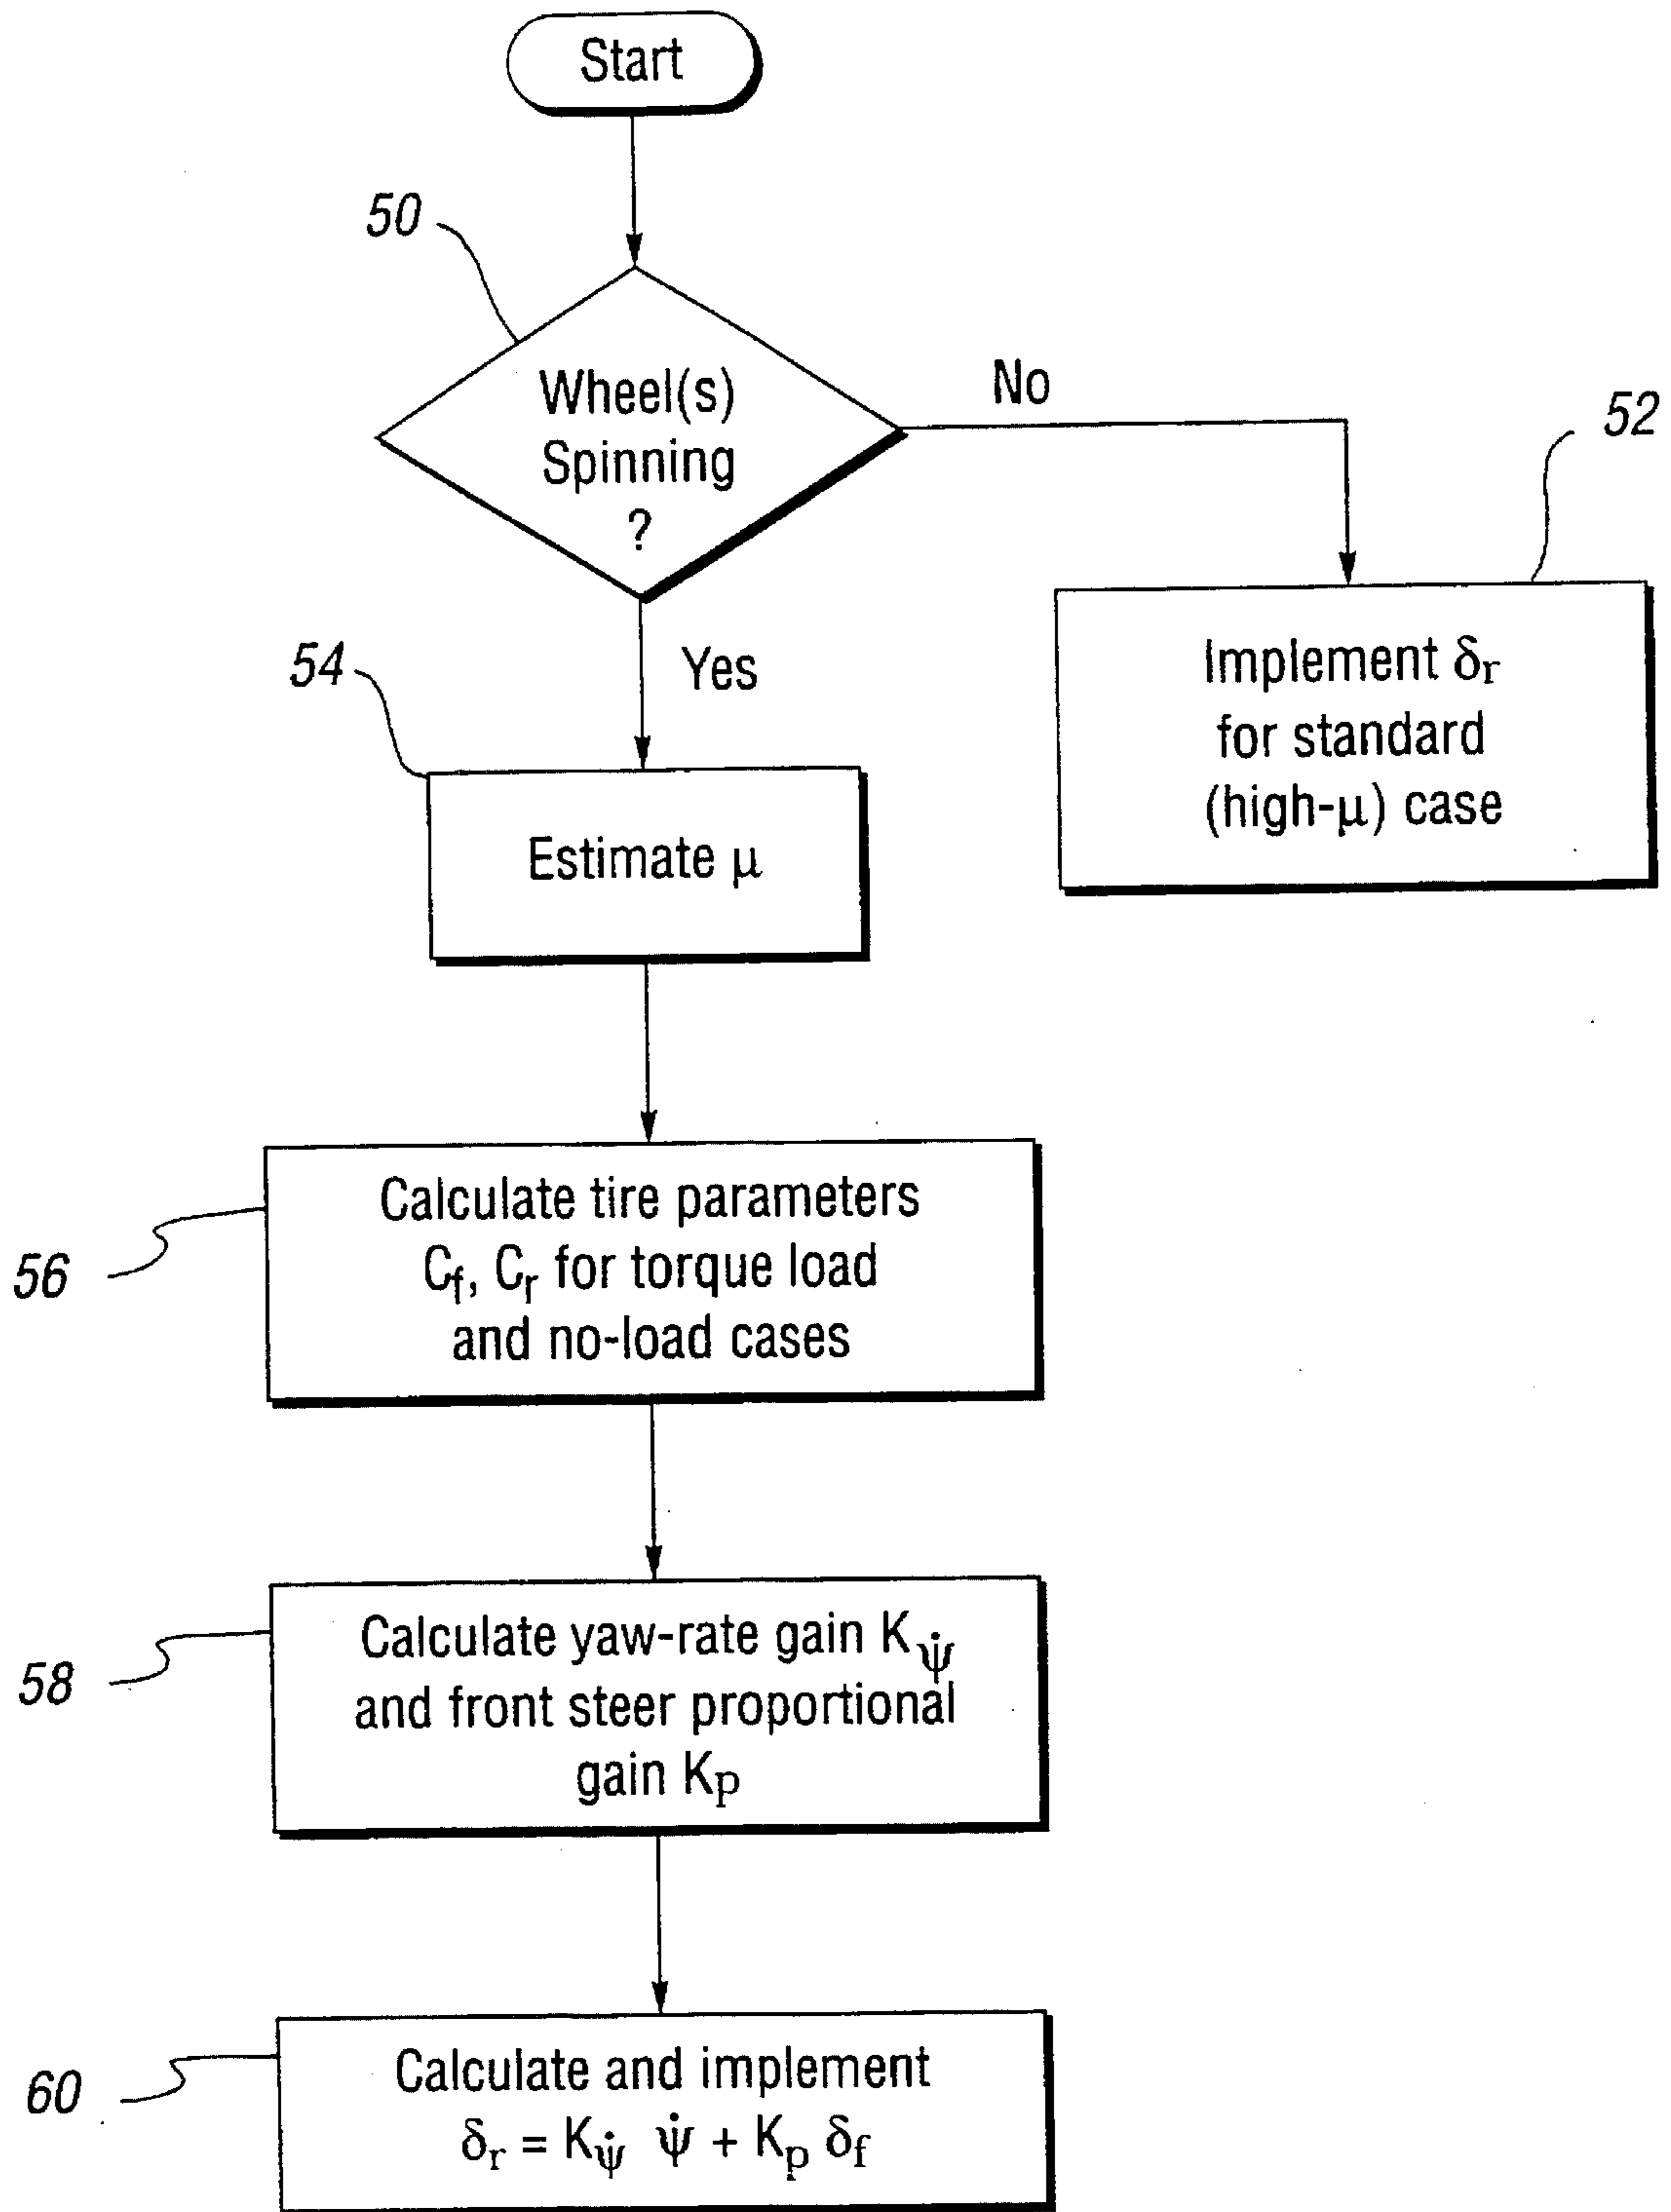 Start
50
Wheel(s)
Spinning
?
No
52
Implement δr
for standard
(high-μ) case
Yes
54
Estimate μ
56
Calculate tire parameters
Cf, Cr for torque load
and no-load cases
58
Calculate yaw-rate gain Kψ̇
and front steer proportional
gain Kp
60
Calculate and implement
δr = Kψ̇ ψ̇ + Kp δf